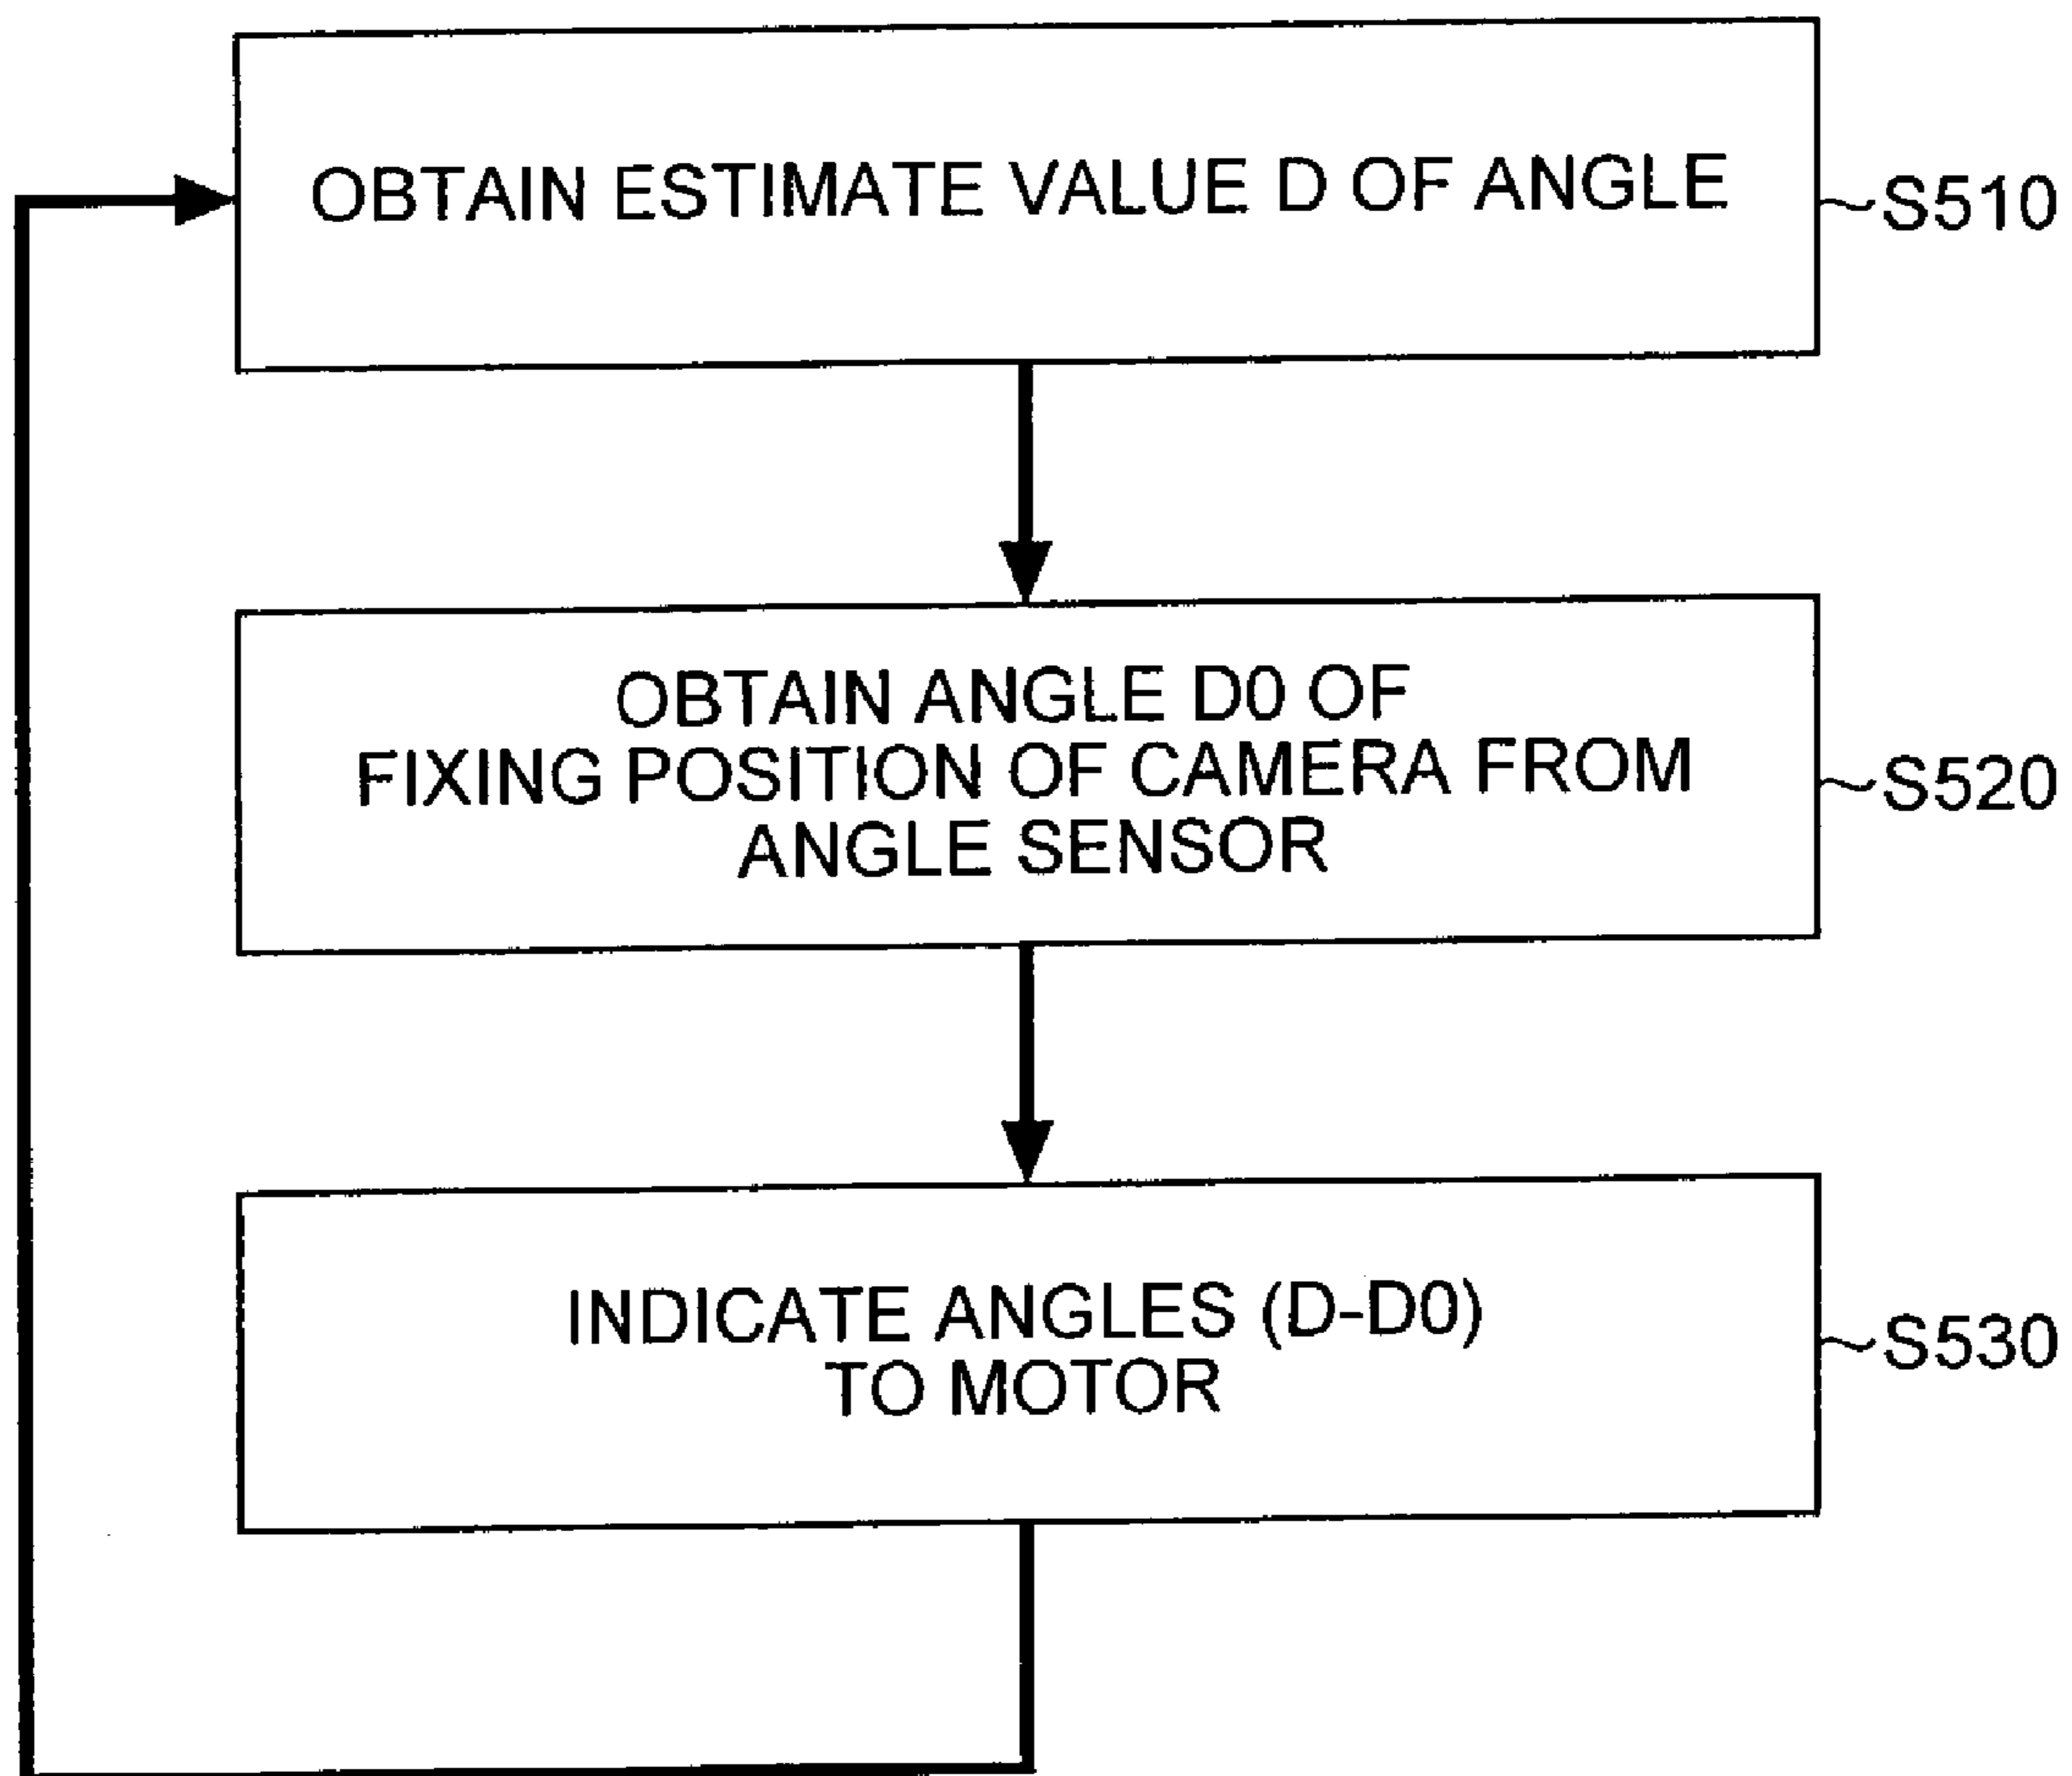 OBTAIN ESTIMATE VALUE D OF ANGLE
S510
OBTAIN ANGLE D0 OF
FIXING POSITION OF CAMERA FROM
ANGLE SENSOR
S520
INDICATE ANGLES (D-D0)
TO MOTOR
S530